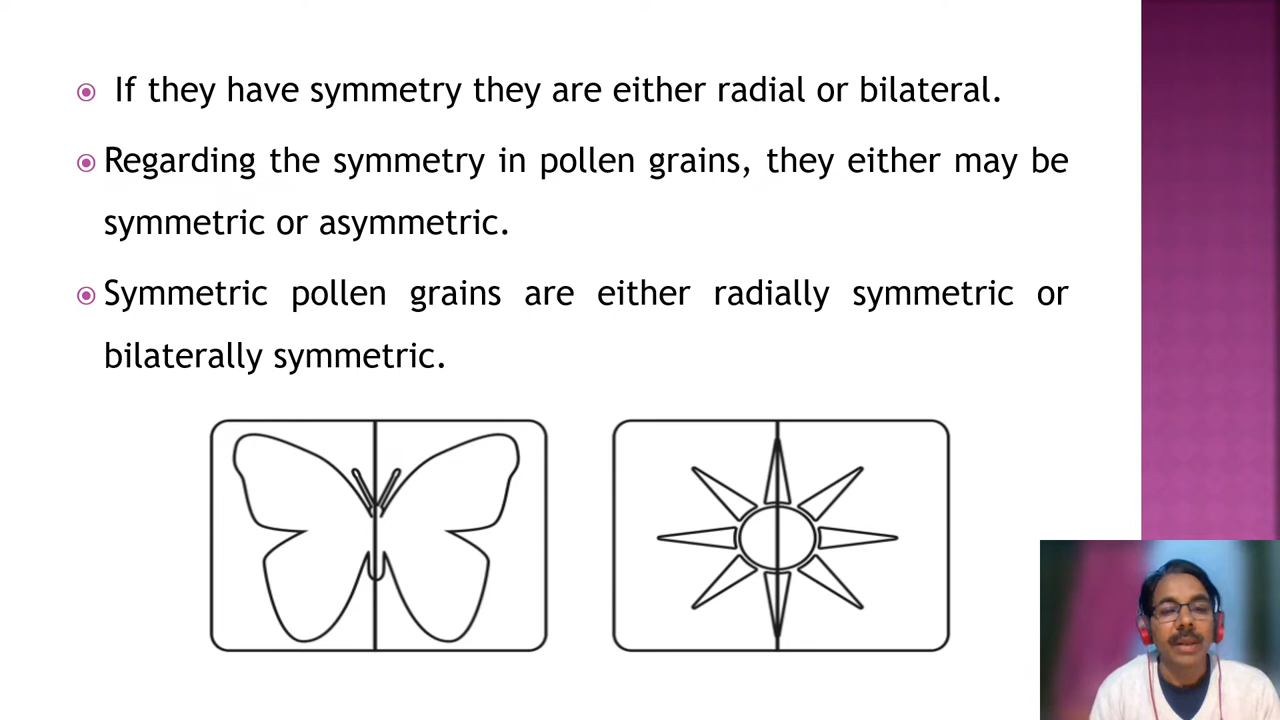 If they have symmetry they are either radial or bilateral.
Regarding the symmetry in pollen grains, they either may be
symmetric or asymmetric.
Symmetric pollen grains are either radially symmetric or
bilaterally symmetric.